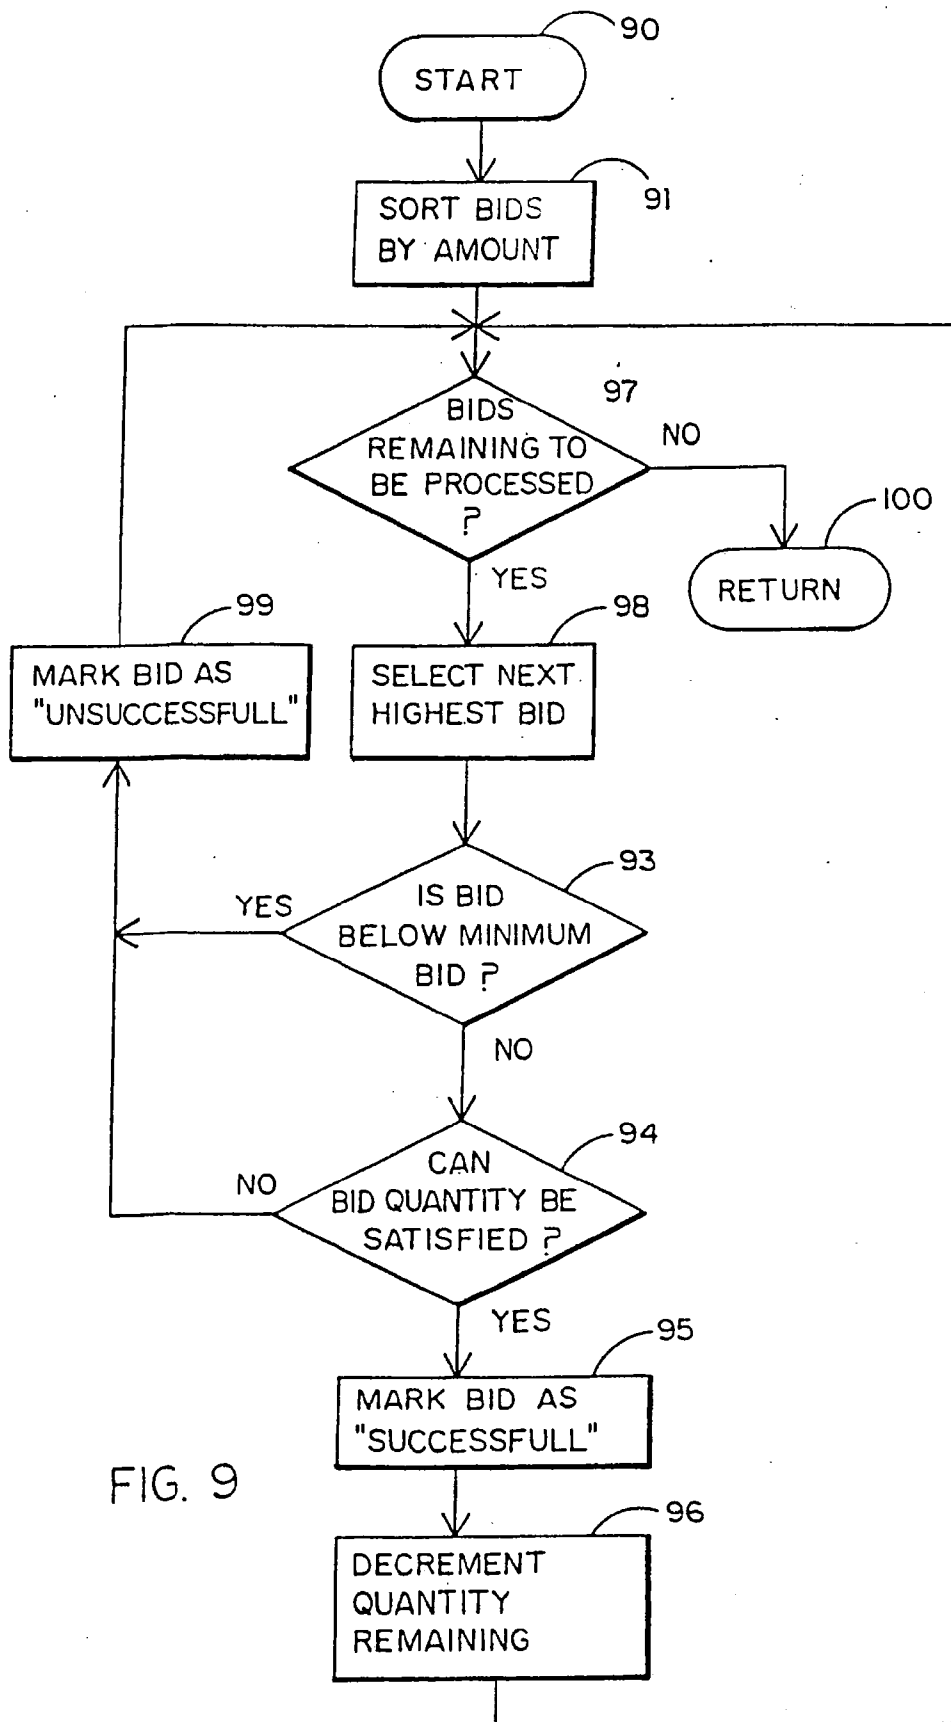 90
START
91
SORT BIDS
BY AMOUNT
97
BIDS
REMAINING TO
BE PROCESSED
?
NO
100
RETURN
YES
99
MARK BID AS
"UNSUCCESSFULL"
98
SELECT NEXT
HIGHEST BID
93
YES
IS BID
BELOW MINIMUM
BID ?
NO
94
NO
CAN
BID QUANTITY BE
SATISFIED ?
YES
95
MARK BID AS
"SUCCESSFULL"
FIG. 9
96
DECREMENT
QUANTITY
REMAINING